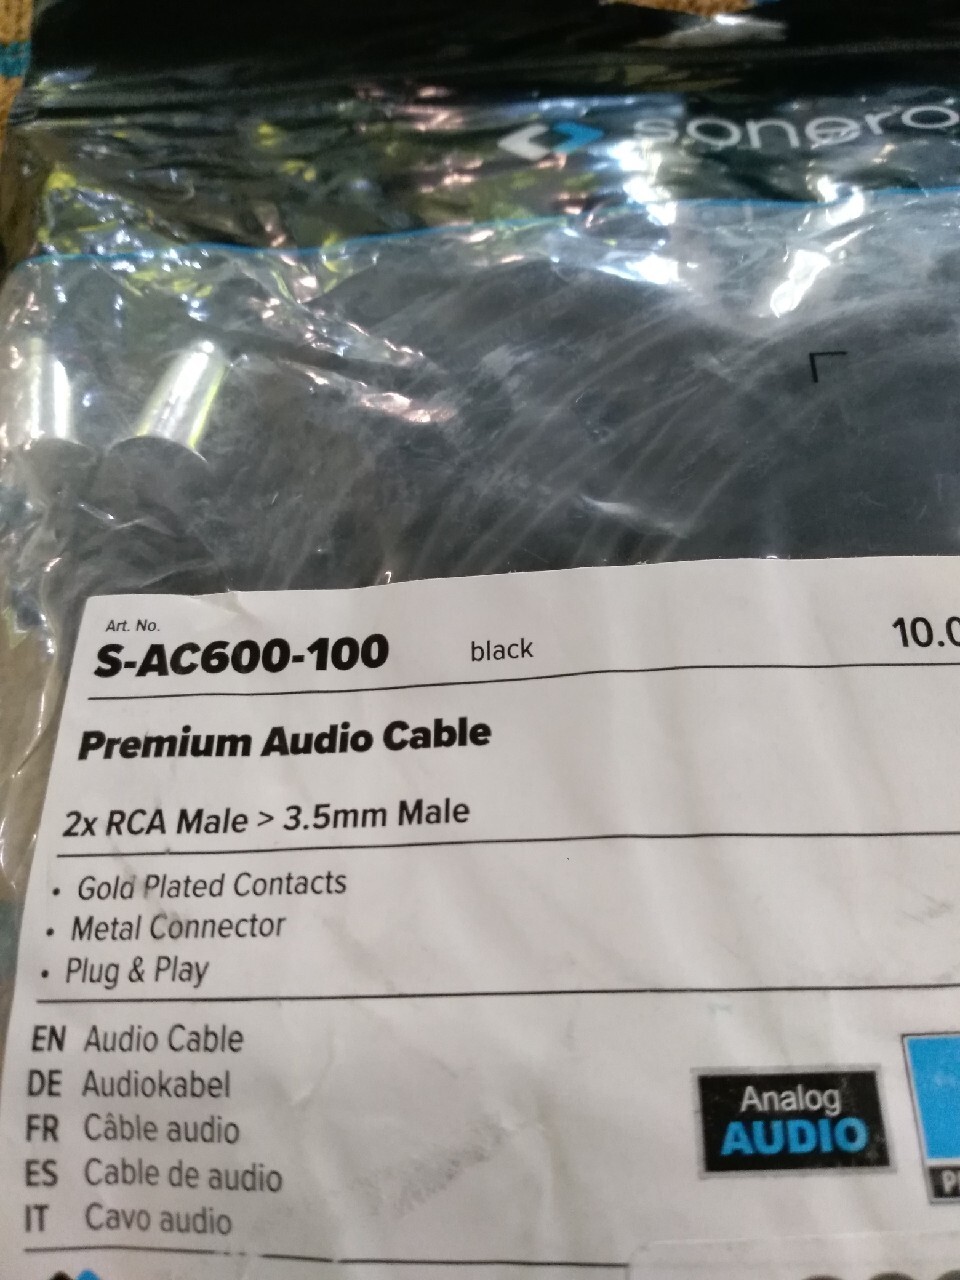 sonero
Art. No.
S-AC600-100 black 10.0
Premium Audio Cable
2x RCA Male > 3.5mm Male
• Gold Plated Contacts
• Metal Connector
• Plug & Play
EN Audio Cable
DE Audiokabel
FR Câble audio
ES Cable de audio
IT Cavo audio
Analog
AUDIO